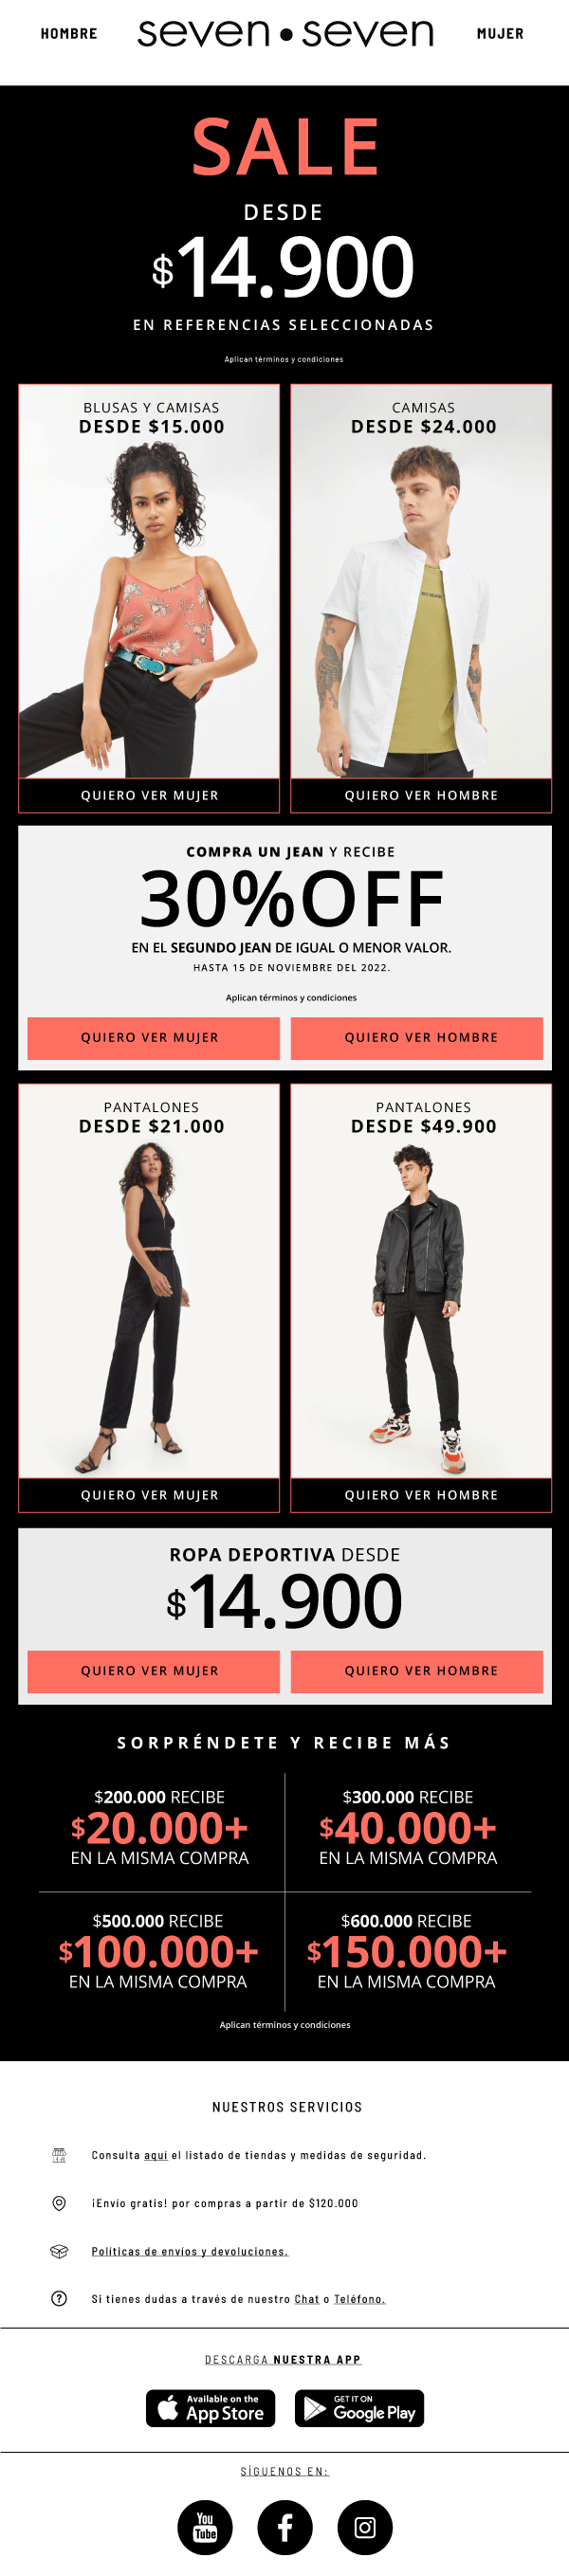 HOMBRE
seven•seven
MUJER
SALE
DESDE
$14.900
EN REFERENCIAS SELECCIONADAS
Aplican términos y condiciones
BLUSAS Y CAMISAS
DESDE $15.000
QUIERO VER MUJER
CAMISAS
DESDE $24.000
QUIERO VER HOMBRE
COMPRA UN JEAN Y RECIBE
30%OFF
EN EL SEGUNDO JEAN DE IGUAL O MENOR VALOR.
HASTA 15 DE NOVIEMBRE DEL 2022.
Aplican términos y condiciones
QUIERO VER MUJER
QUIERO VER HOMBRE
PANTALONES
DESDE $21.000
QUIERO VER MUJER
PANTALONES
DESDE $49.900
QUIERO VER HOMBRE
ROPA DEPORTIVA DESDE
$14.900
QUIERO VER MUJER
QUIERO VER HOMBRE
SORPRÉNDETE Y RECIBE MÁS
$200.000 RECIBE
$20.000+
EN LA MISMA COMPRA
$300.000 RECIBE
$40.000+
EN LA MISMA COMPRA
$500.000 RECIBE
$100.000+
EN LA MISMA COMPRA
$600.000 RECIBE
$150.000+
EN LA MISMA COMPRA
Aplican términos y condiciones
NUESTROS SERVICIOS
Consulta aquí el listado de tiendas y medidas de seguridad.
¡Envío gratis! por compras a partir de $120.000
Políticas de envíos y devoluciones.
Si tienes dudas a través de nuestro Chat o Teléfono.
DESCARGA NUESTRA APP
Available on the
App Store
GET IT ON
Google Play
SÍGUENOS EN:
You
Tube